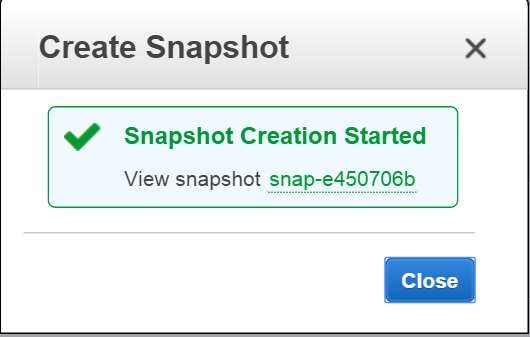 Create Snapshot
Snapshot Creation Started
View snapshot snap-e450706b
Close